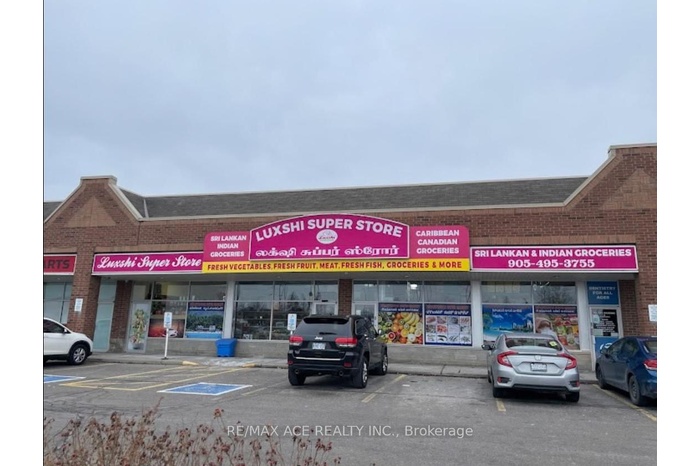 LUXSHI SUPER STORE
லக்ஷி சுப்பர் ஸ்ரோர்
SRI LANKAN
INDIAN
GROCERIES
CARIBBEAN
CANADIAN
GROCERIES
FRESH VEGETABLES, FRESH FRUIT, MEAT, FRESH FISH, GROCERIES & MORE
ARTS
Luxshi Super Store
SRI LANKAN & INDIAN GROCERIES
905-495-3755
DENTISTRY
FOR ALL
AGES
RE/MAX ACE REALTY INC., Brokerage